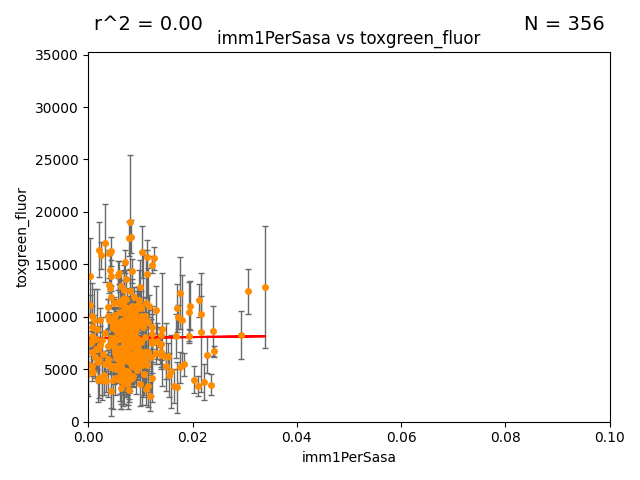 r^2 = 0.00
N = 356
imm1PerSasa vs toxgreen_fluor
35000
30000
25000
20000
15000
10000
5000
0
toxgreen_fluor
0.00
0.02
0.04
0.06
0.08
0.10
imm1PerSasa